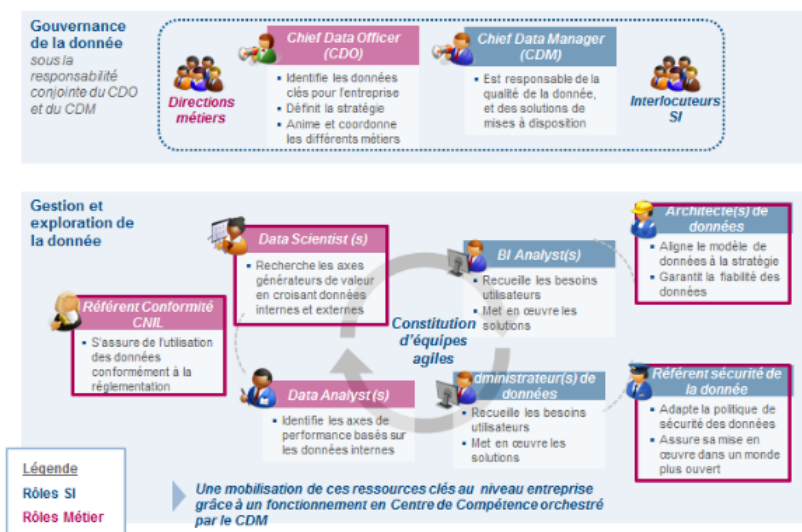 Gouvernance
de la donnée
sous la
responsabilité
conjointe du CDO
et du CDM
Directions
métiers
Chief Data Officer
(CDO)
▪ Identifie les données
clés pour l'entreprise
▪ Définit la stratégie
▪ Anime et coordonne
les différents métiers
Chief Data Manager
(CDM)
▪ Est responsable de la
qualité de la donnée,
et des solutions de
mises à disposition
Interlocuteurs
SI
Gestion et
exploration de
la donnée
Data Scientist (s)
▪ Recherche les axes
générateurs de valeur
en croisant données
internes et externes
BI Analyst(s)
▪ Recueille les besoins
utilisateurs
▪ Met en œuvre les
solutions
Architecte(s) de
données
▪ Aligne le modèle de
données à la stratégie
▪ Garantit la fiabilité des
données
Référent Conformité
CNIL
▪ S'assure de l'utilisation
des données
conformément à la
réglementation
Constitution
d'équipes
agiles
Data Analyst(s)
▪ Identifie les axes de
performance basés sur
les données internes
dministrateur(s) de
données
▪ Recueille les besoins
utilisateurs
▪ Met en œuvre les
solutions
Référent sécurité de
la donnée
▪ Adapte la politique de
sécurité des données
▪ Assure sa mise en
œuvre dans un monde
plus ouvert
Légende
Rôles SI
Rôles Métier
Une mobilisation de ces ressources clés au niveau entreprise
grâce à un fonctionnement en Centre de Compétence orchestré
par le CDM